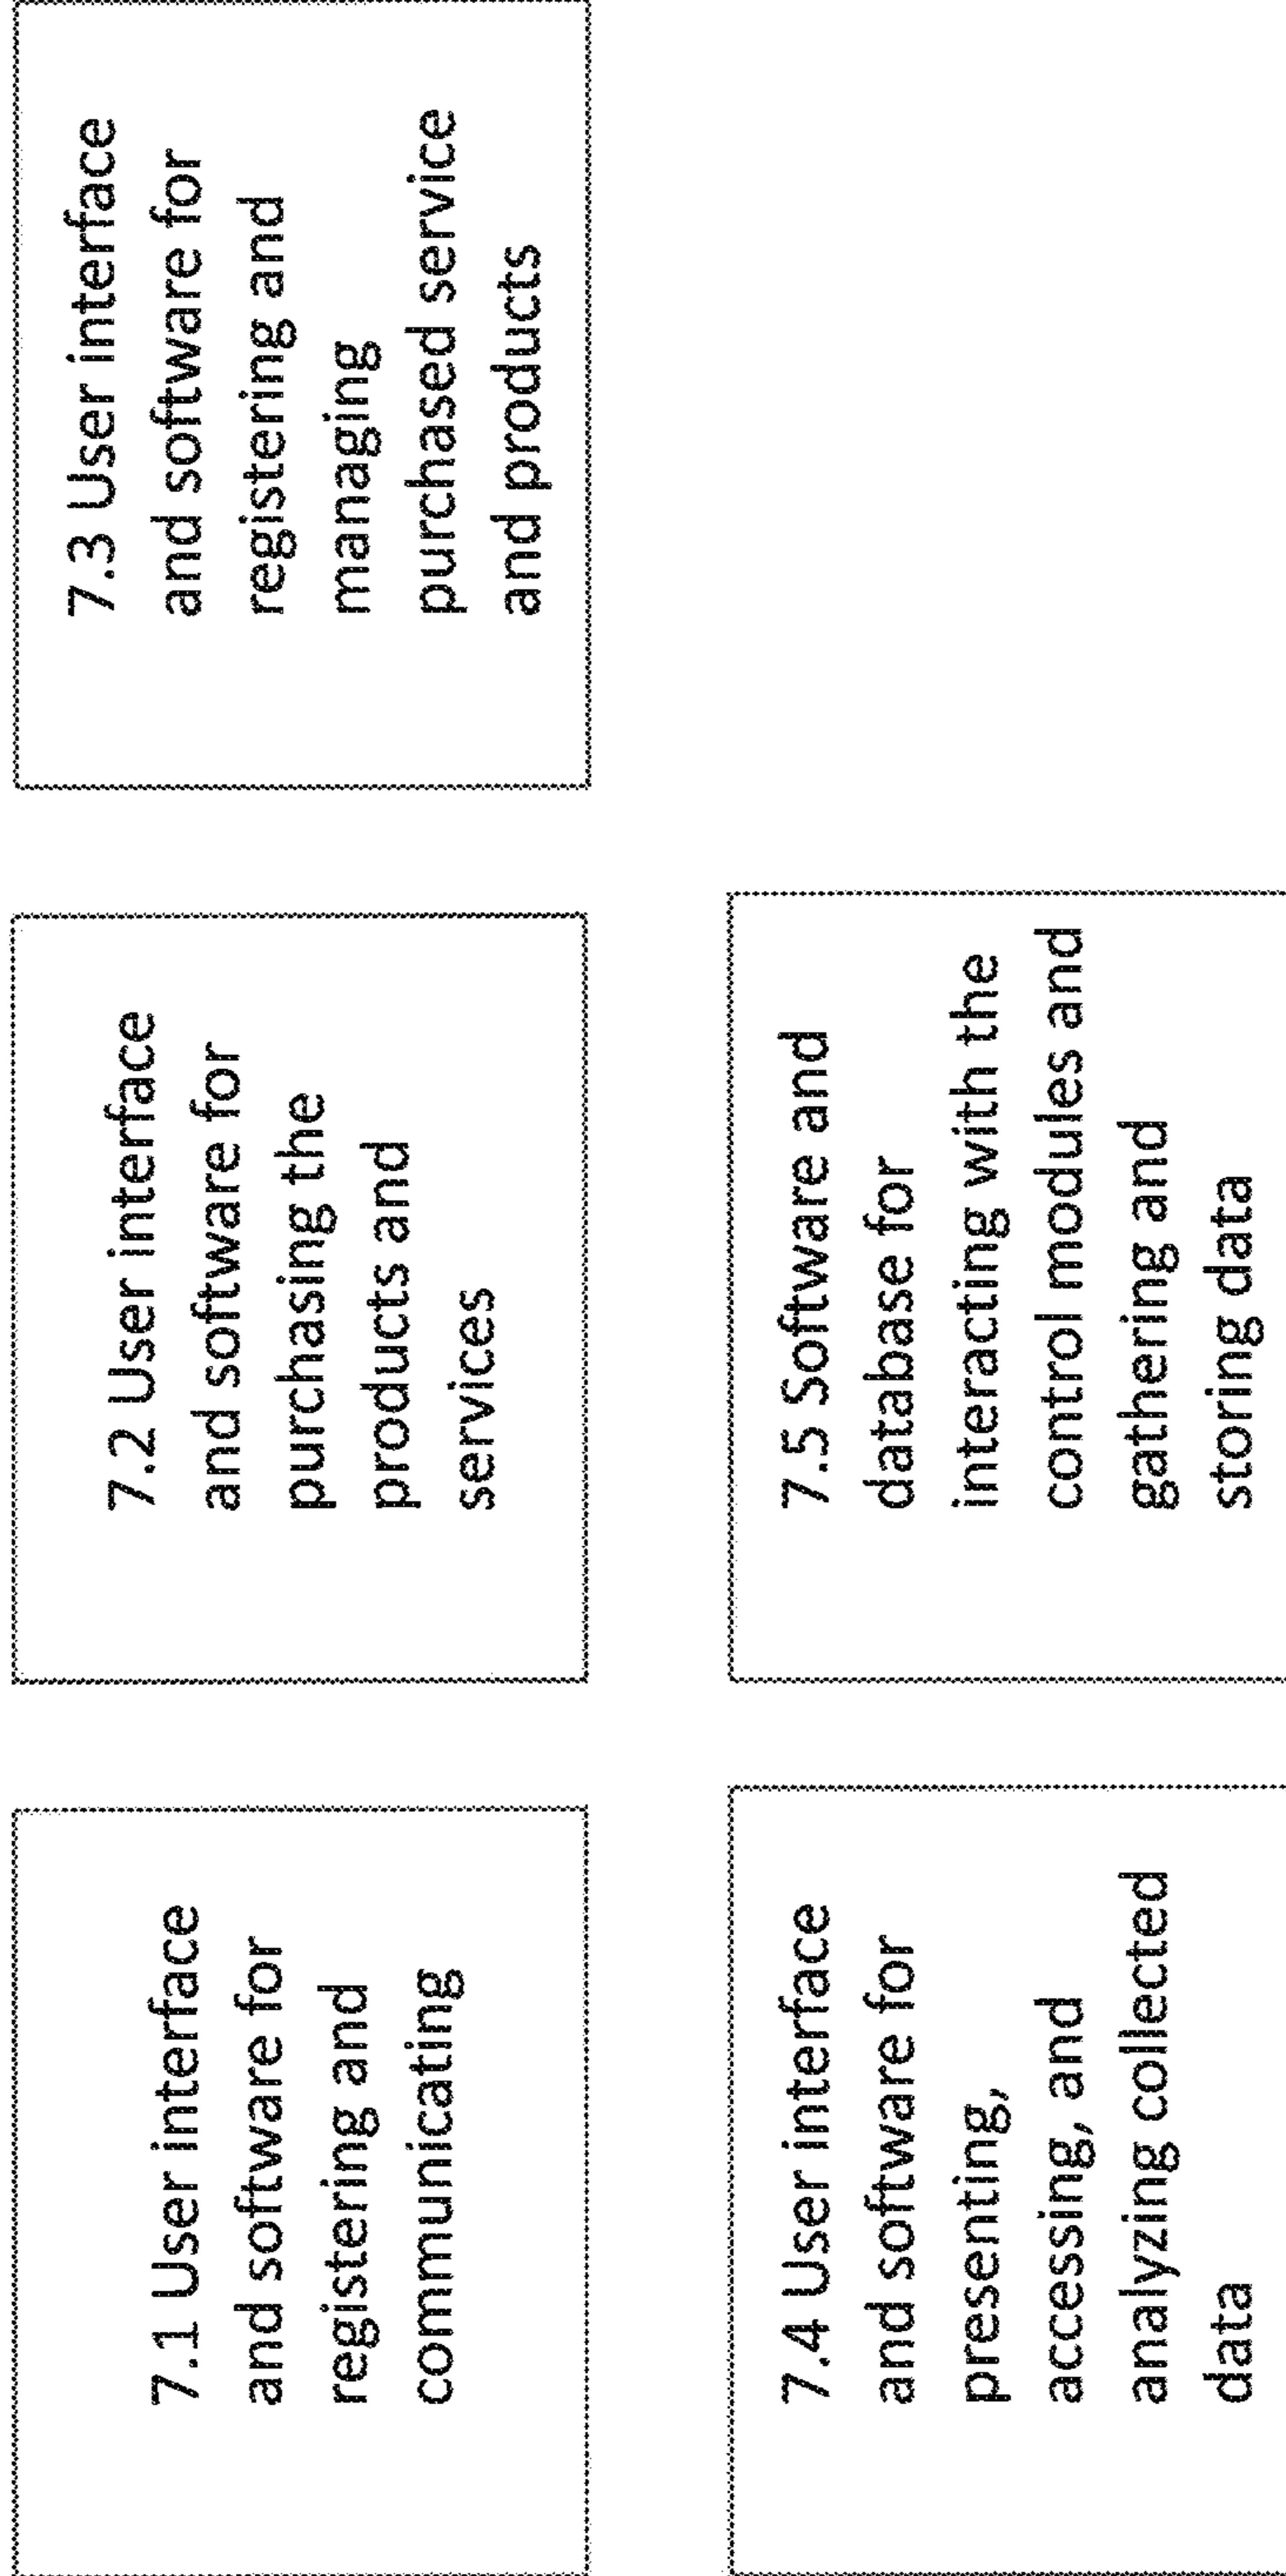 7.1 User interface
and software for
registering and
communicating
7.2 User interface
and software for
purchasing the
products and
services
7.3 User interface
and software for
registering and
managing
purchased service
and products
7.4 User interface
and software for
presenting,
accessing, and
analyzing collected
data
7.5 Software and
database for
interacting with the
control modules and
gathering and
storing data